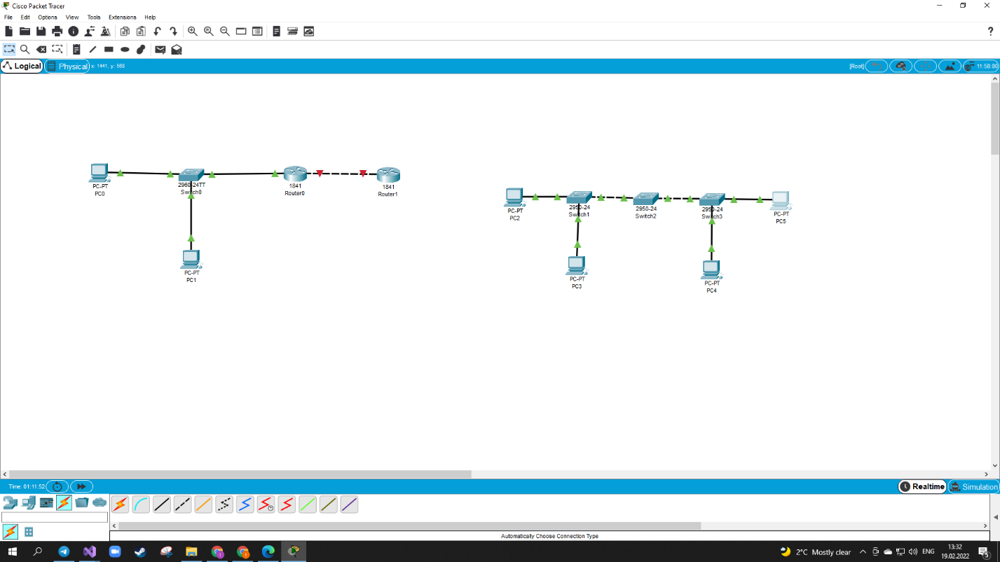 Cisco Packet Tracer
File Edit Options View Tools Extensions Help
?
Logical Physical x: 1441, y: 568 [Root] 11:58:00
PC-PT
PC0
2960-24TT
Switch0
1841
Router0
1841
Router1
PC-PT
PC1
PC-PT
PC2
2950-24
Switch1
2950-24
Switch2
2950-24
Switch3
PC-PT
PC5
PC-PT
PC3
PC-PT
PC4
Time: 01:11:52 Realtime Simulation
Automatically Choose Connection Type
2°C Mostly clear ENG 13:32
19.02.2022
5